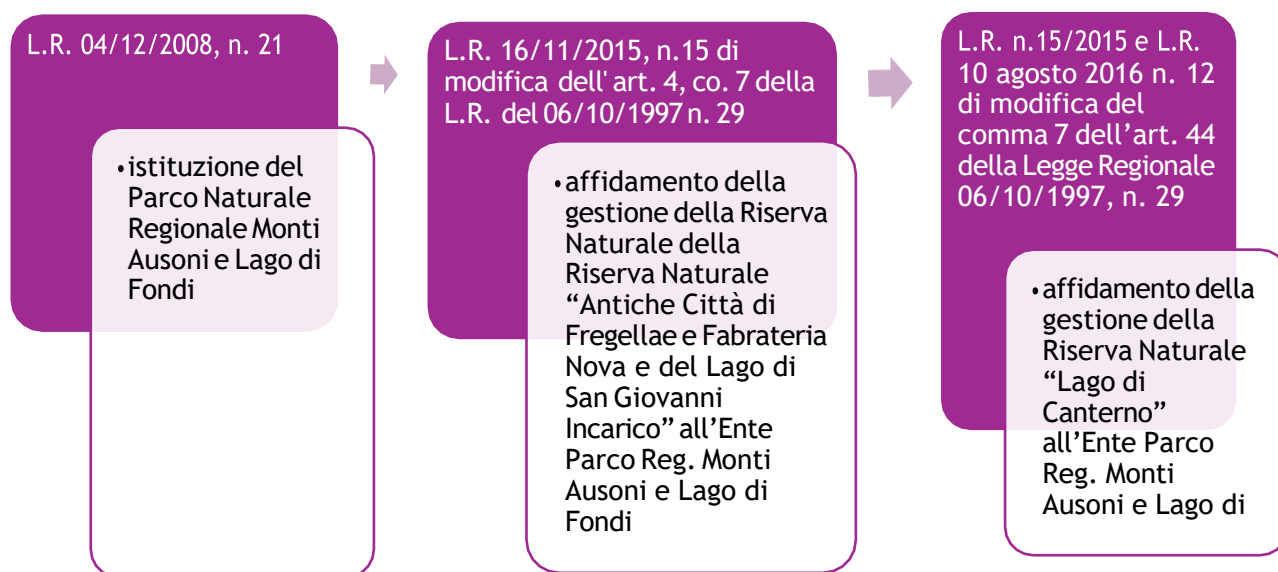 L.R. 04/12/2008, n. 21
•istituzione del
Parco Naturale
Regionale Monti
Ausoni e Lago di
Fondi
L.R. 16/11/2015, n.15 di
modifica dell' art. 4, co. 7 della
L.R. del 06/10/1997 n. 29
•affidamento della
gestione della Riserva
Naturale della
Riserva Naturale
“Antiche Città di
Fregellae e Fabrateria
Nova e del Lago di
San Giovanni
Incarico” all’Ente
Parco Reg. Monti
Ausoni e Lago di
Fondi
L.R. n.15/2015 e L.R.
10 agosto 2016 n. 12
di modifica del
comma 7 dell’art. 44
della Legge Regionale
06/10/1997, n. 29
•affidamento della
gestione della
Riserva Naturale
“Lago di
Canterno”
all’Ente Parco
Reg. Monti
Ausoni e Lago di